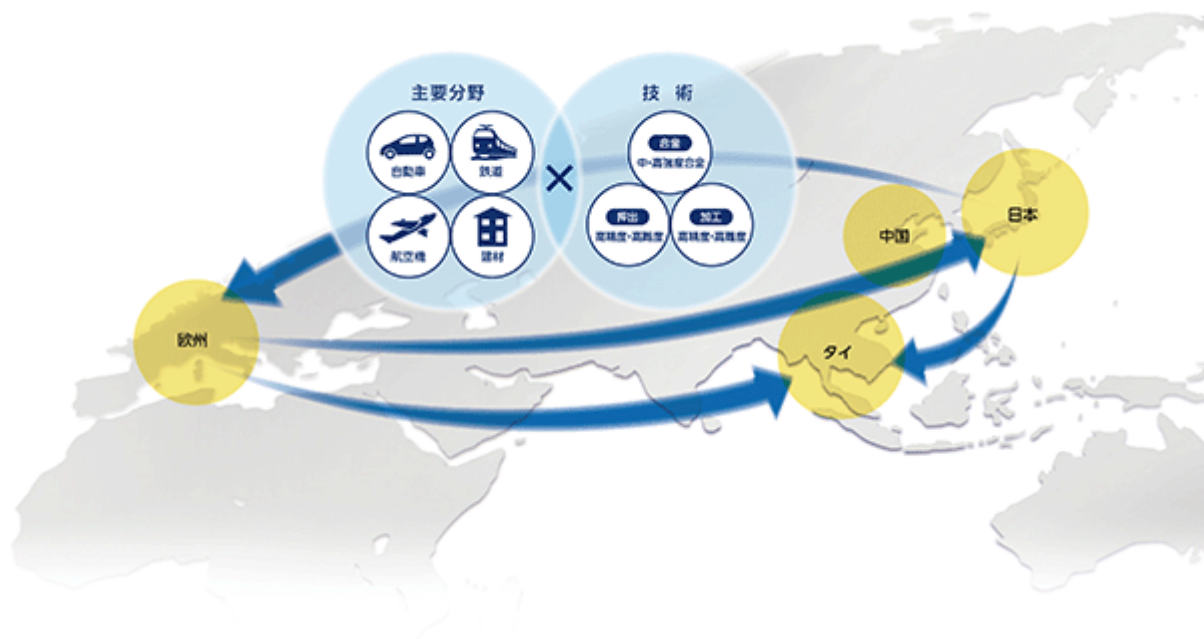 主要分野
技 術
自動車
鉄道
航空機
建材
×
合金
中・高強度合金
押出
高精度・高難度
加工
高精度・高難度
日本
中国
欧州
タイ